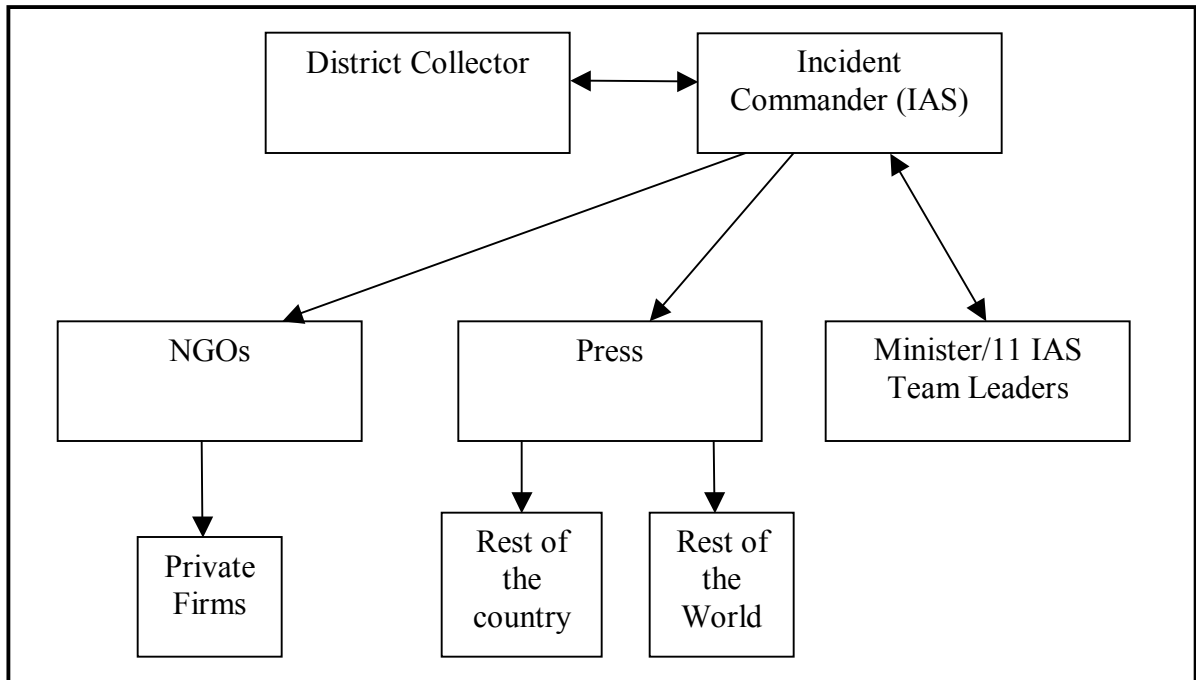 District Collector
Incident
Commander (IAS)
NGOs
Press
Minister/11 IAS
Team Leaders
Private
Firms
Rest of
the
country
Rest of
the
World